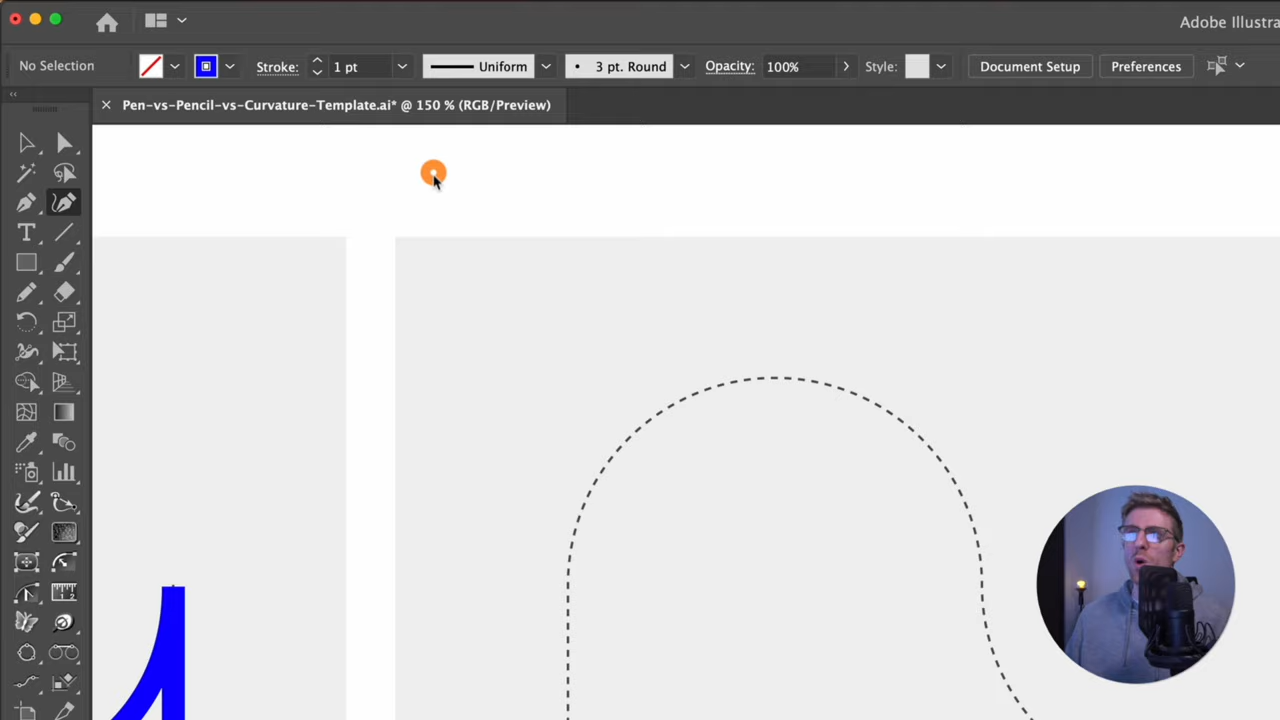 Adobe Illustra
No Selection Stroke: 1 pt Uniform 3 pt. Round Opacity: 100% Style: Document Setup Preferences
Pen-vs-Pencil-vs-Curvature-Template.ai* @ 150 % (RGB/Preview)